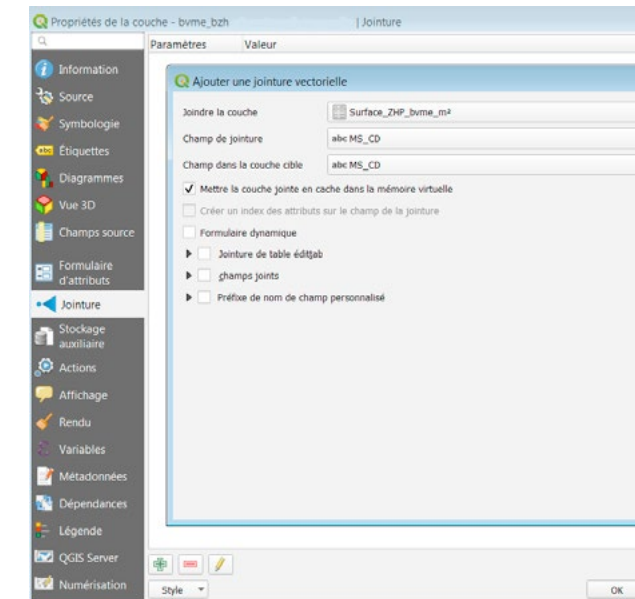 Propriétés de la couche - bvme_bzh | Jointure
Paramètres Valeur
Information
Source
Symbologie
abc Étiquettes
Diagrammes
Vue 3D
Champs source
Formulaire
d'attributs
Jointure
Stockage
auxiliaire
Actions
Affichage
Rendu
Variables
Métadonnées
Dépendances
Légende
QGIS Server
Numérisation
Ajouter une jointure vectorielle
Joindre la couche Surface_ZHP_bvme_m²
Champ de jointure abc MS_CD
Champ dans la couche cible abc MS_CD
Mettre la couche jointe en cache dans la mémoire virtuelle
Créer un index des attributs sur le champ de la jointure
Formulaire dynamique
Jointure de table édittab
champs joints
Préfixe de nom de champ personnalisé
Style
OK